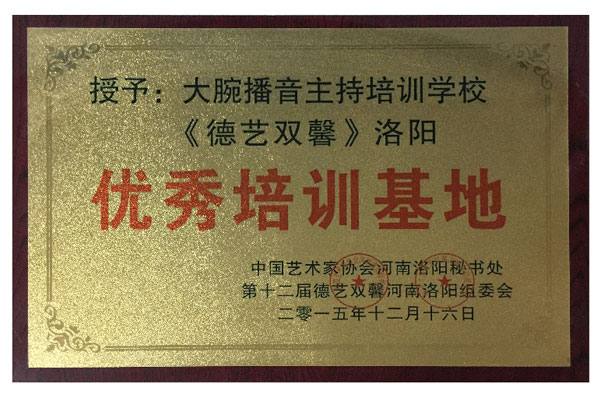 授予：大腕播音主持培训学校
《德艺双馨》洛阳
优秀培训基地
中国艺术家协会河南洛阳秘书处
第十二届德艺双馨河南洛阳组委会
二零一五年十二月十六日